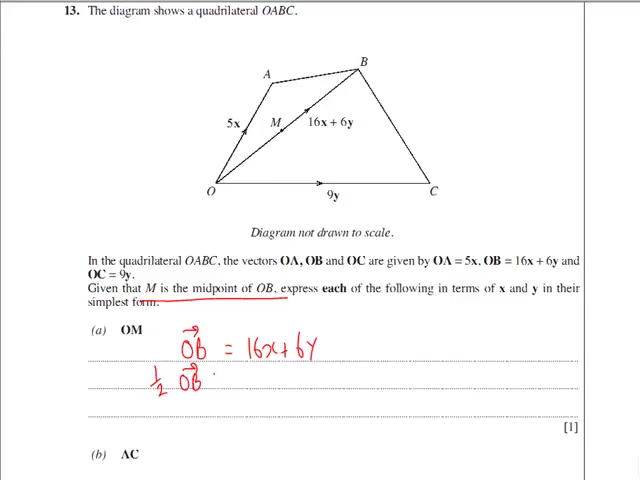 13. The diagram shows a quadrilateral OABC.
B
A
5x
M
16x + 6y
O
C
9y
Diagram not drawn to scale.
In the quadrilateral OABC, the vectors OA, OB and OC are given by OA = 5x, OB = 16x + 6y and
OC = 9y.
Given that M is the midpoint of OB, express each of the following in terms of x and y in their
simplest form.
(a) OM
OB = 16x + 6y
1/2 OB
[1]
(b) AC